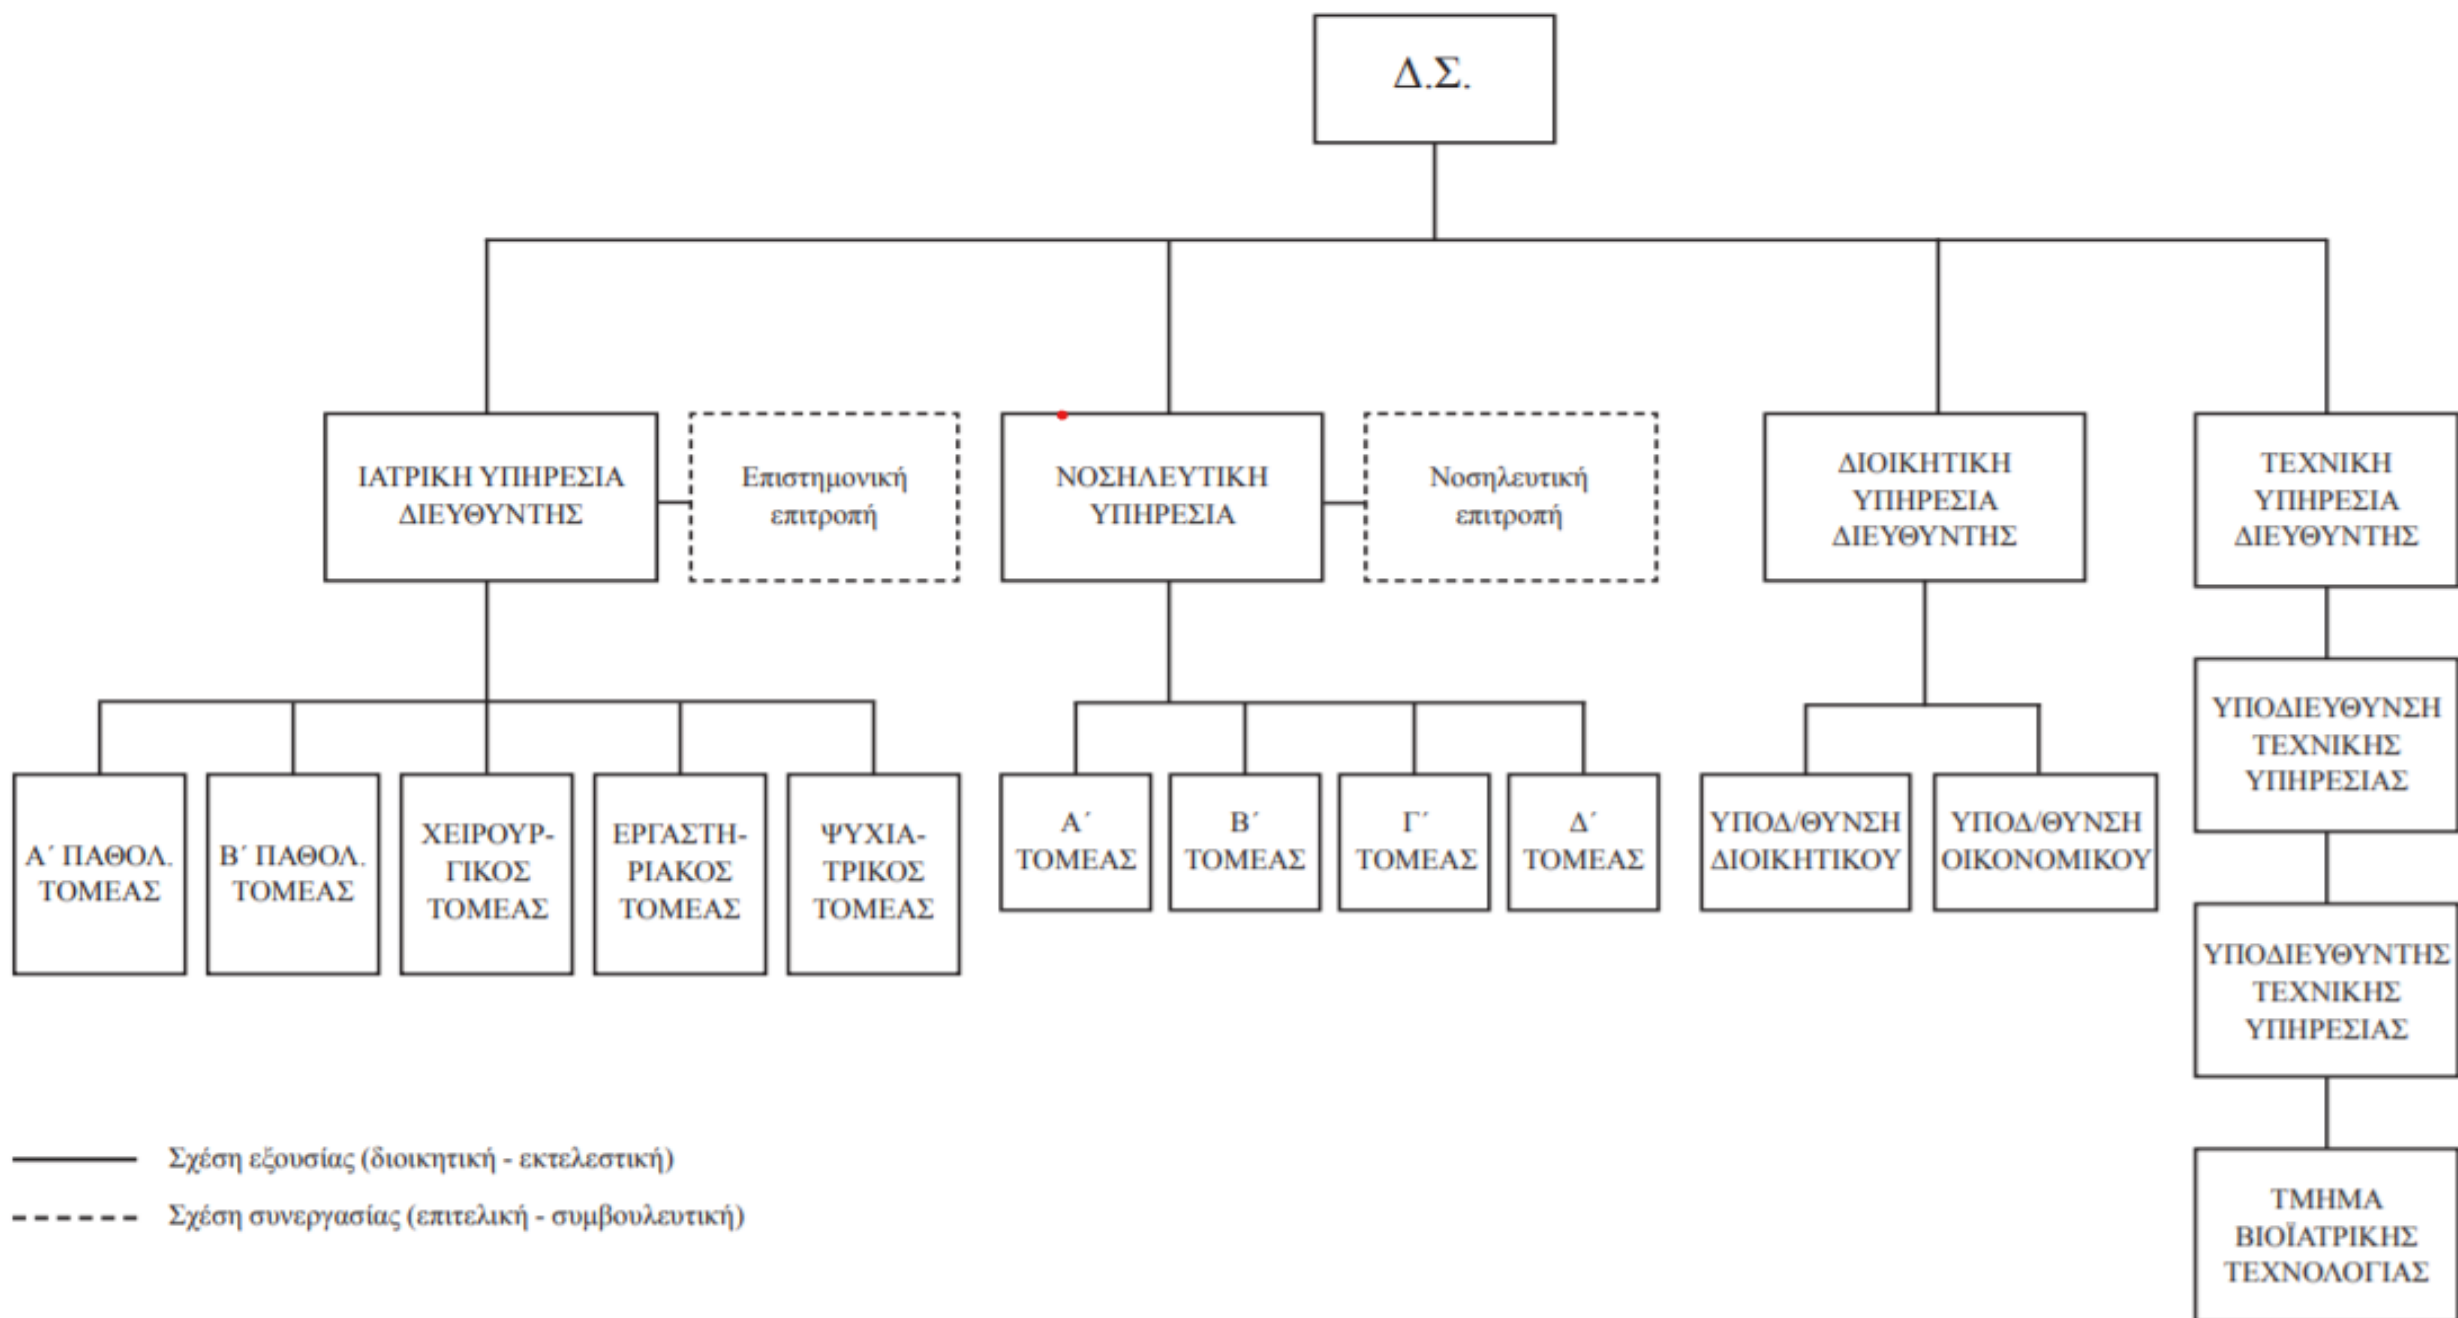 Δ.Σ.
ΙΑΤΡΙΚΗ ΥΠΗΡΕΣΙΑ
ΔΙΕΥΘΥΝΤΗΣ
Επιστημονική
επιτροπή
ΝΟΣΗΛΕΥΤΙΚΗ
ΥΠΗΡΕΣΙΑ
Νοσηλευτική
επιτροπή
ΔΙΟΙΚΗΤΙΚΗ
ΥΠΗΡΕΣΙΑ
ΔΙΕΥΘΥΝΤΗΣ
ΤΕΧΝΙΚΗ
ΥΠΗΡΕΣΙΑ
ΔΙΕΥΘΥΝΤΗΣ
Α΄ ΠΑΘΟΛ.
ΤΟΜΕΑΣ
Β΄ ΠΑΘΟΛ.
ΤΟΜΕΑΣ
ΧΕΙΡΟΥΡ-
ΓΙΚΟΣ
ΤΟΜΕΑΣ
ΕΡΓΑΣΤΗ-
ΡΙΑΚΟΣ
ΤΟΜΕΑΣ
ΨΥΧΙΑ-
ΤΡΙΚΟΣ
ΤΟΜΕΑΣ
Α΄
ΤΟΜΕΑΣ
Β΄
ΤΟΜΕΑΣ
Γ΄
ΤΟΜΕΑΣ
Δ΄
ΤΟΜΕΑΣ
ΥΠΟΔ/ΘΥΝΣΗ
ΔΙΟΙΚΗΤΙΚΟΥ
ΥΠΟΔ/ΘΥΝΣΗ
ΟΙΚΟΝΟΜΙΚΟΥ
ΥΠΟΔΙΕΥΘΥΝΣΗ
ΤΕΧΝΙΚΗΣ
ΥΠΗΡΕΣΙΑΣ
ΥΠΟΔΙΕΥΘΥΝΤΗΣ
ΤΕΧΝΙΚΗΣ
ΥΠΗΡΕΣΙΑΣ
ΤΜΗΜΑ
ΒΙΟΪΑΤΡΙΚΗΣ
ΤΕΧΝΟΛΟΓΙΑΣ
Σχέση εξουσίας (διοικητική - εκτελεστική)
Σχέση συνεργασίας (επιτελική - συμβουλευτική)